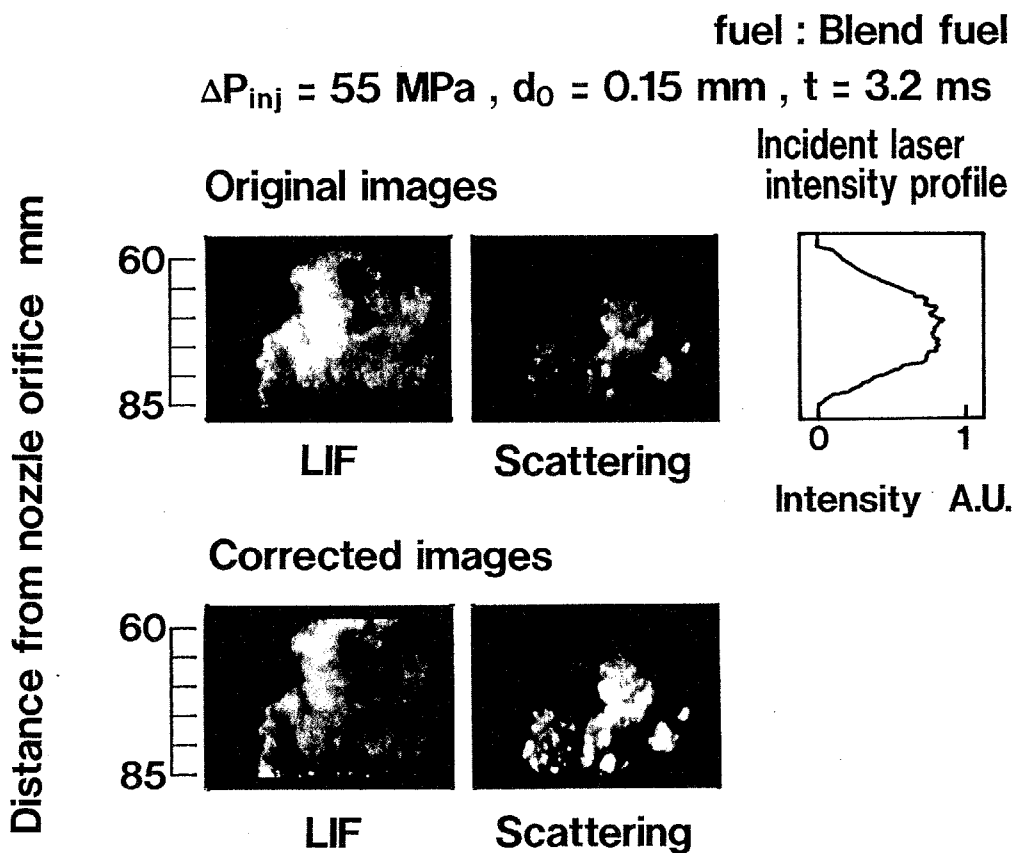 fuel : Blend fuel
ΔPinj = 55 MPa , d0 = 0.15 mm , t = 3.2 ms
Incident laser
intensity profile
Original images
Distance from nozzle orifice mm
60
85
LIF
Scattering
0
1
Intensity A.U.
Corrected images
60
85
LIF
Scattering